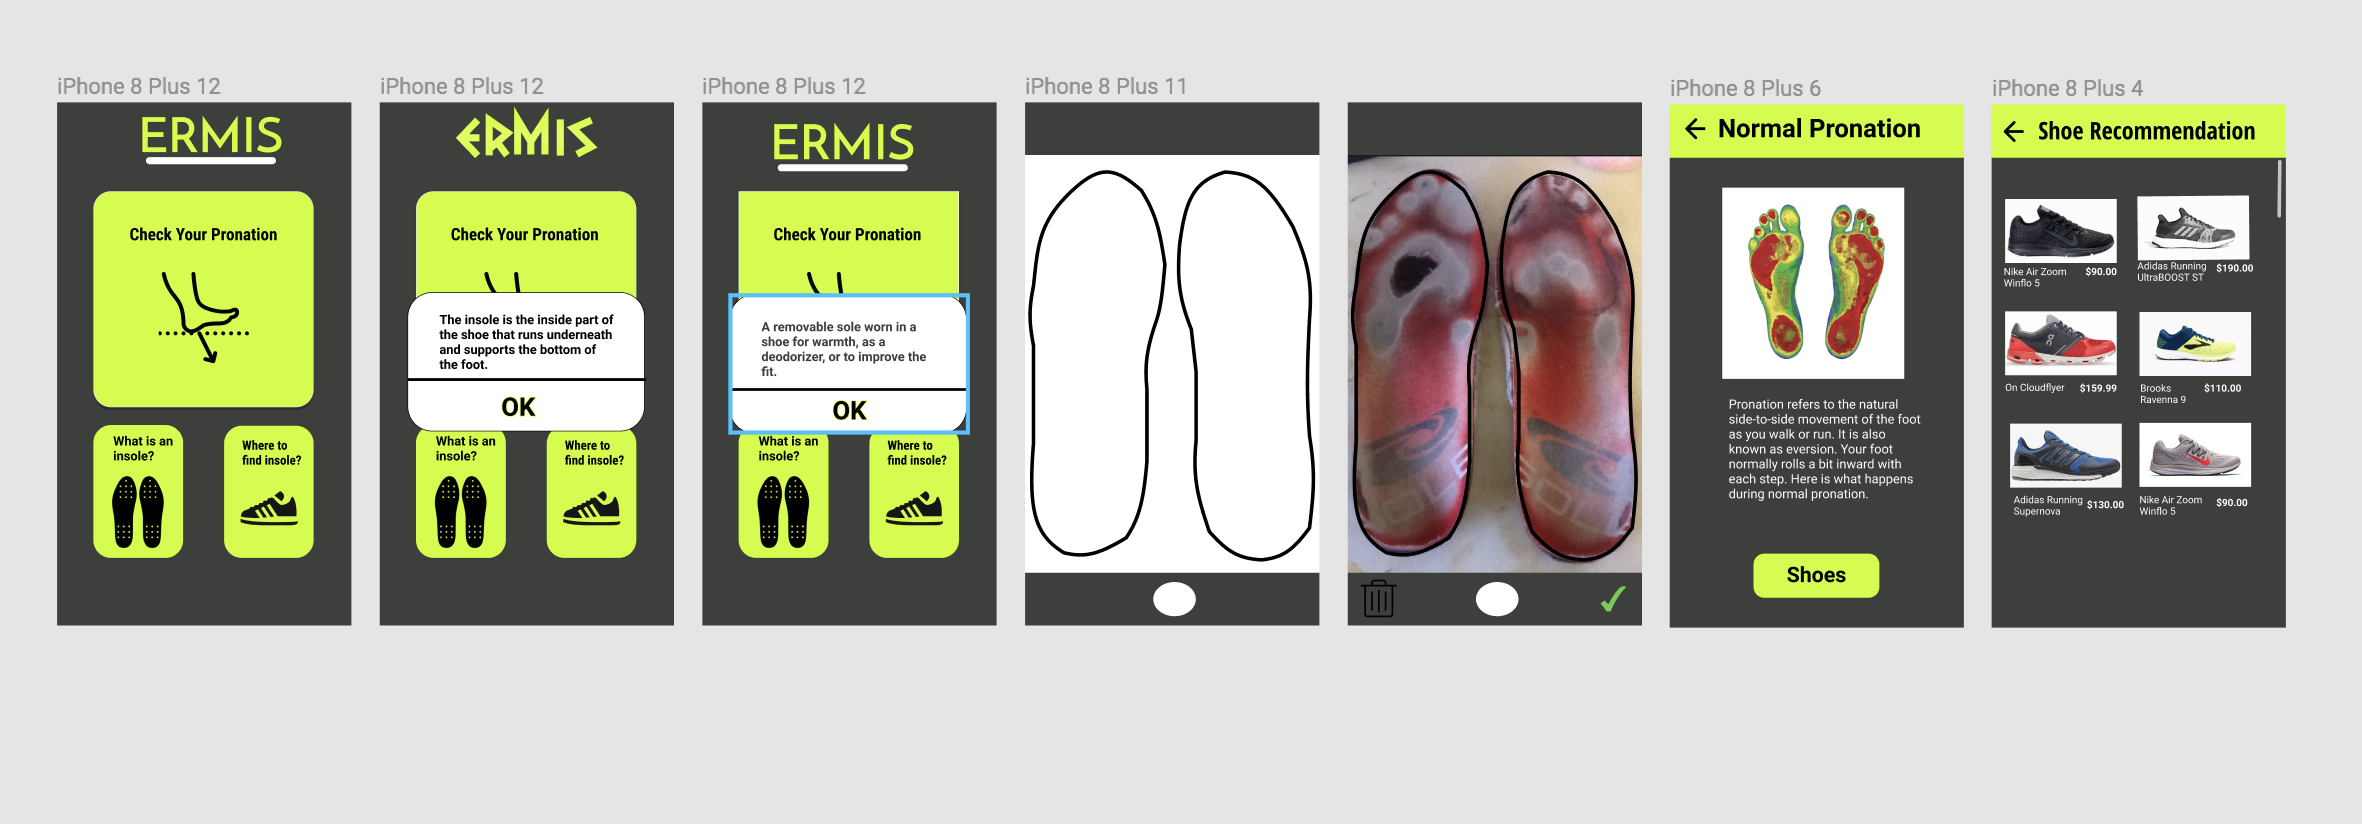 iPhone 8 Plus 12
ERMIS
Check Your Pronation
What is an
insole?
Where to
find insole?
iPhone 8 Plus 12
ERMIS
Check Your Pronation
The insole is the inside part of
the shoe that runs underneath
and supports the bottom of
the foot.
OK
What is an
insole?
Where to
find insole?
iPhone 8 Plus 12
ERMIS
Check Your Pronation
A removable sole worn in a
shoe for warmth, as a
deodorizer, or to improve the
fit.
OK
What is an
insole?
Where to
find insole?
iPhone 8 Plus 11
iPhone 8 Plus 6
Normal Pronation
Pronation refers to the natural
side-to-side movement of the foot
as you walk or run. It is also
known as eversion. Your foot
normally rolls a bit inward with
each step. Here is what happens
during normal pronation.
Shoes
iPhone 8 Plus 4
Shoe Recommendation
Nike Air Zoom
Winflo 5
$90.00
Adidas Running
UltraBOOST ST
$190.00
On Cloudflyer
$159.99
Brooks
Ravenna 9
$110.00
Adidas Running
Supernova
$130.00
Nike Air Zoom
Winflo 5
$90.00